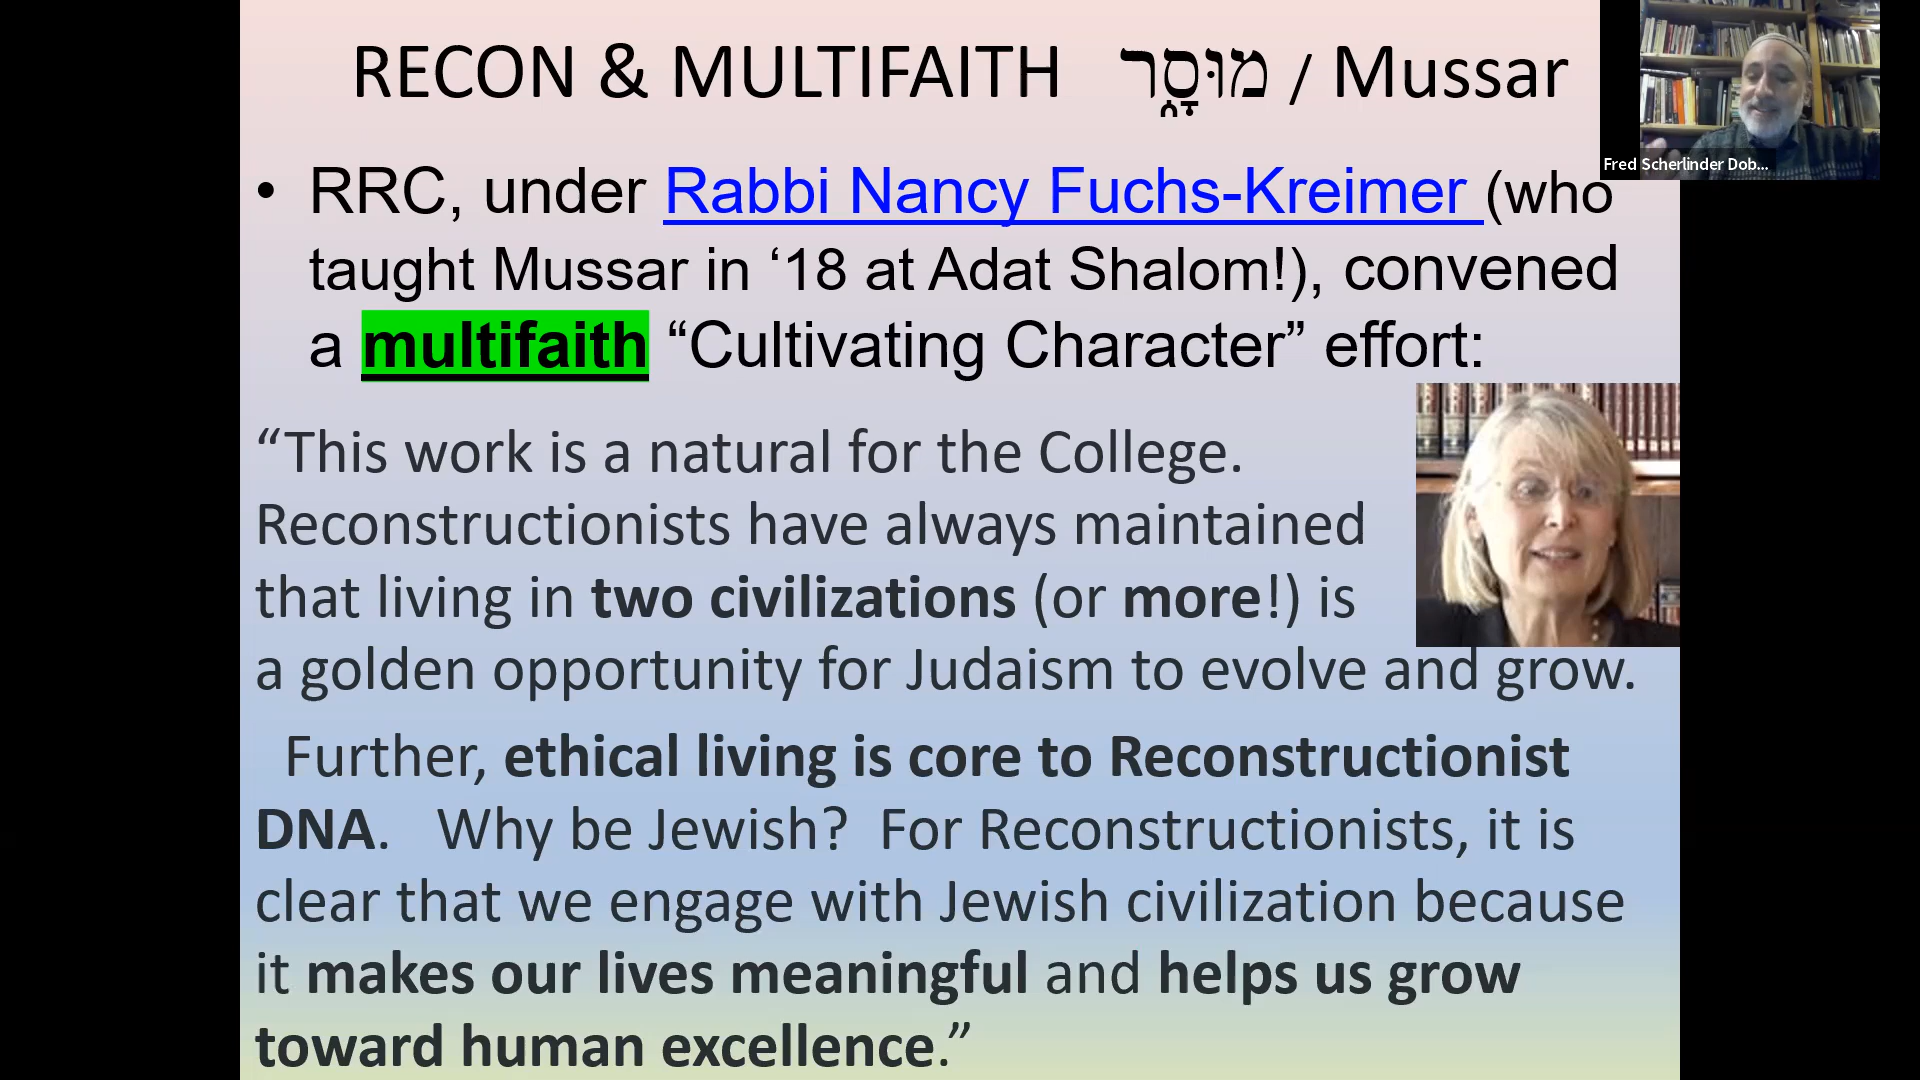 RECON & MULTIFAITH מוּסָ֑ר / Mussar
Fred Scherlinder Dob...
• RRC, under Rabbi Nancy Fuchs-Kreimer (who
taught Mussar in ‘18 at Adat Shalom!), convened
a multifaith “Cultivating Character” effort:
“This work is a natural for the College.
Reconstructionists have always maintained
that living in two civilizations (or more!) is
a golden opportunity for Judaism to evolve and grow.
Further, ethical living is core to Reconstructionist
DNA. Why be Jewish? For Reconstructionists, it is
clear that we engage with Jewish civilization because
it makes our lives meaningful and helps us grow
toward human excellence.”